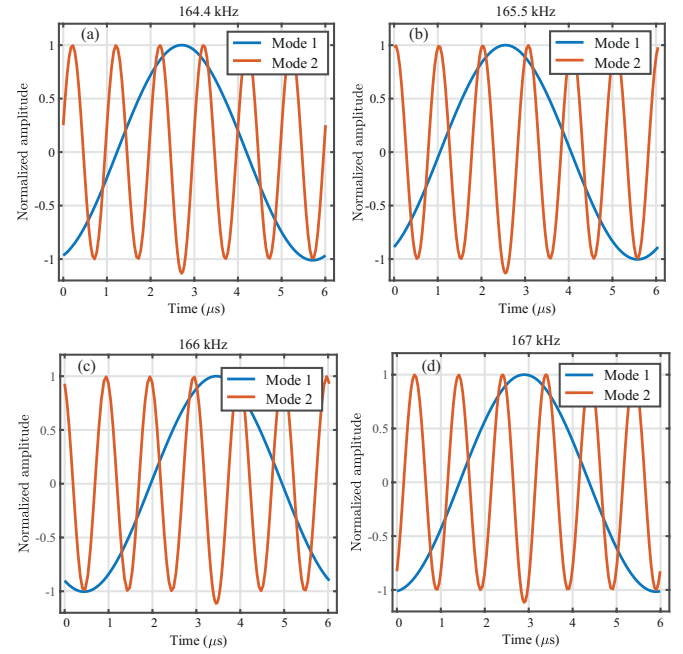 164.4 kHz
(a)
Mode 1
Mode 2
1
0.5
0
-0.5
-1
Normalized amplitude
0 1 2 3 4 5 6
Time (μs)
165.5 kHz
(b)
Mode 1
Mode 2
1
0.5
0
-0.5
-1
Normalized amplitude
0 1 2 3 4 5 6
Time (μs)
166 kHz
(c)
Mode 1
Mode 2
1
0.5
0
-0.5
-1
Normalized amplitude
0 1 2 3 4 5 6
Time (μs)
167 kHz
(d)
Mode 1
Mode 2
1
0.5
0
-0.5
-1
Normalized amplitude
0 1 2 3 4 5 6
Time (μs)